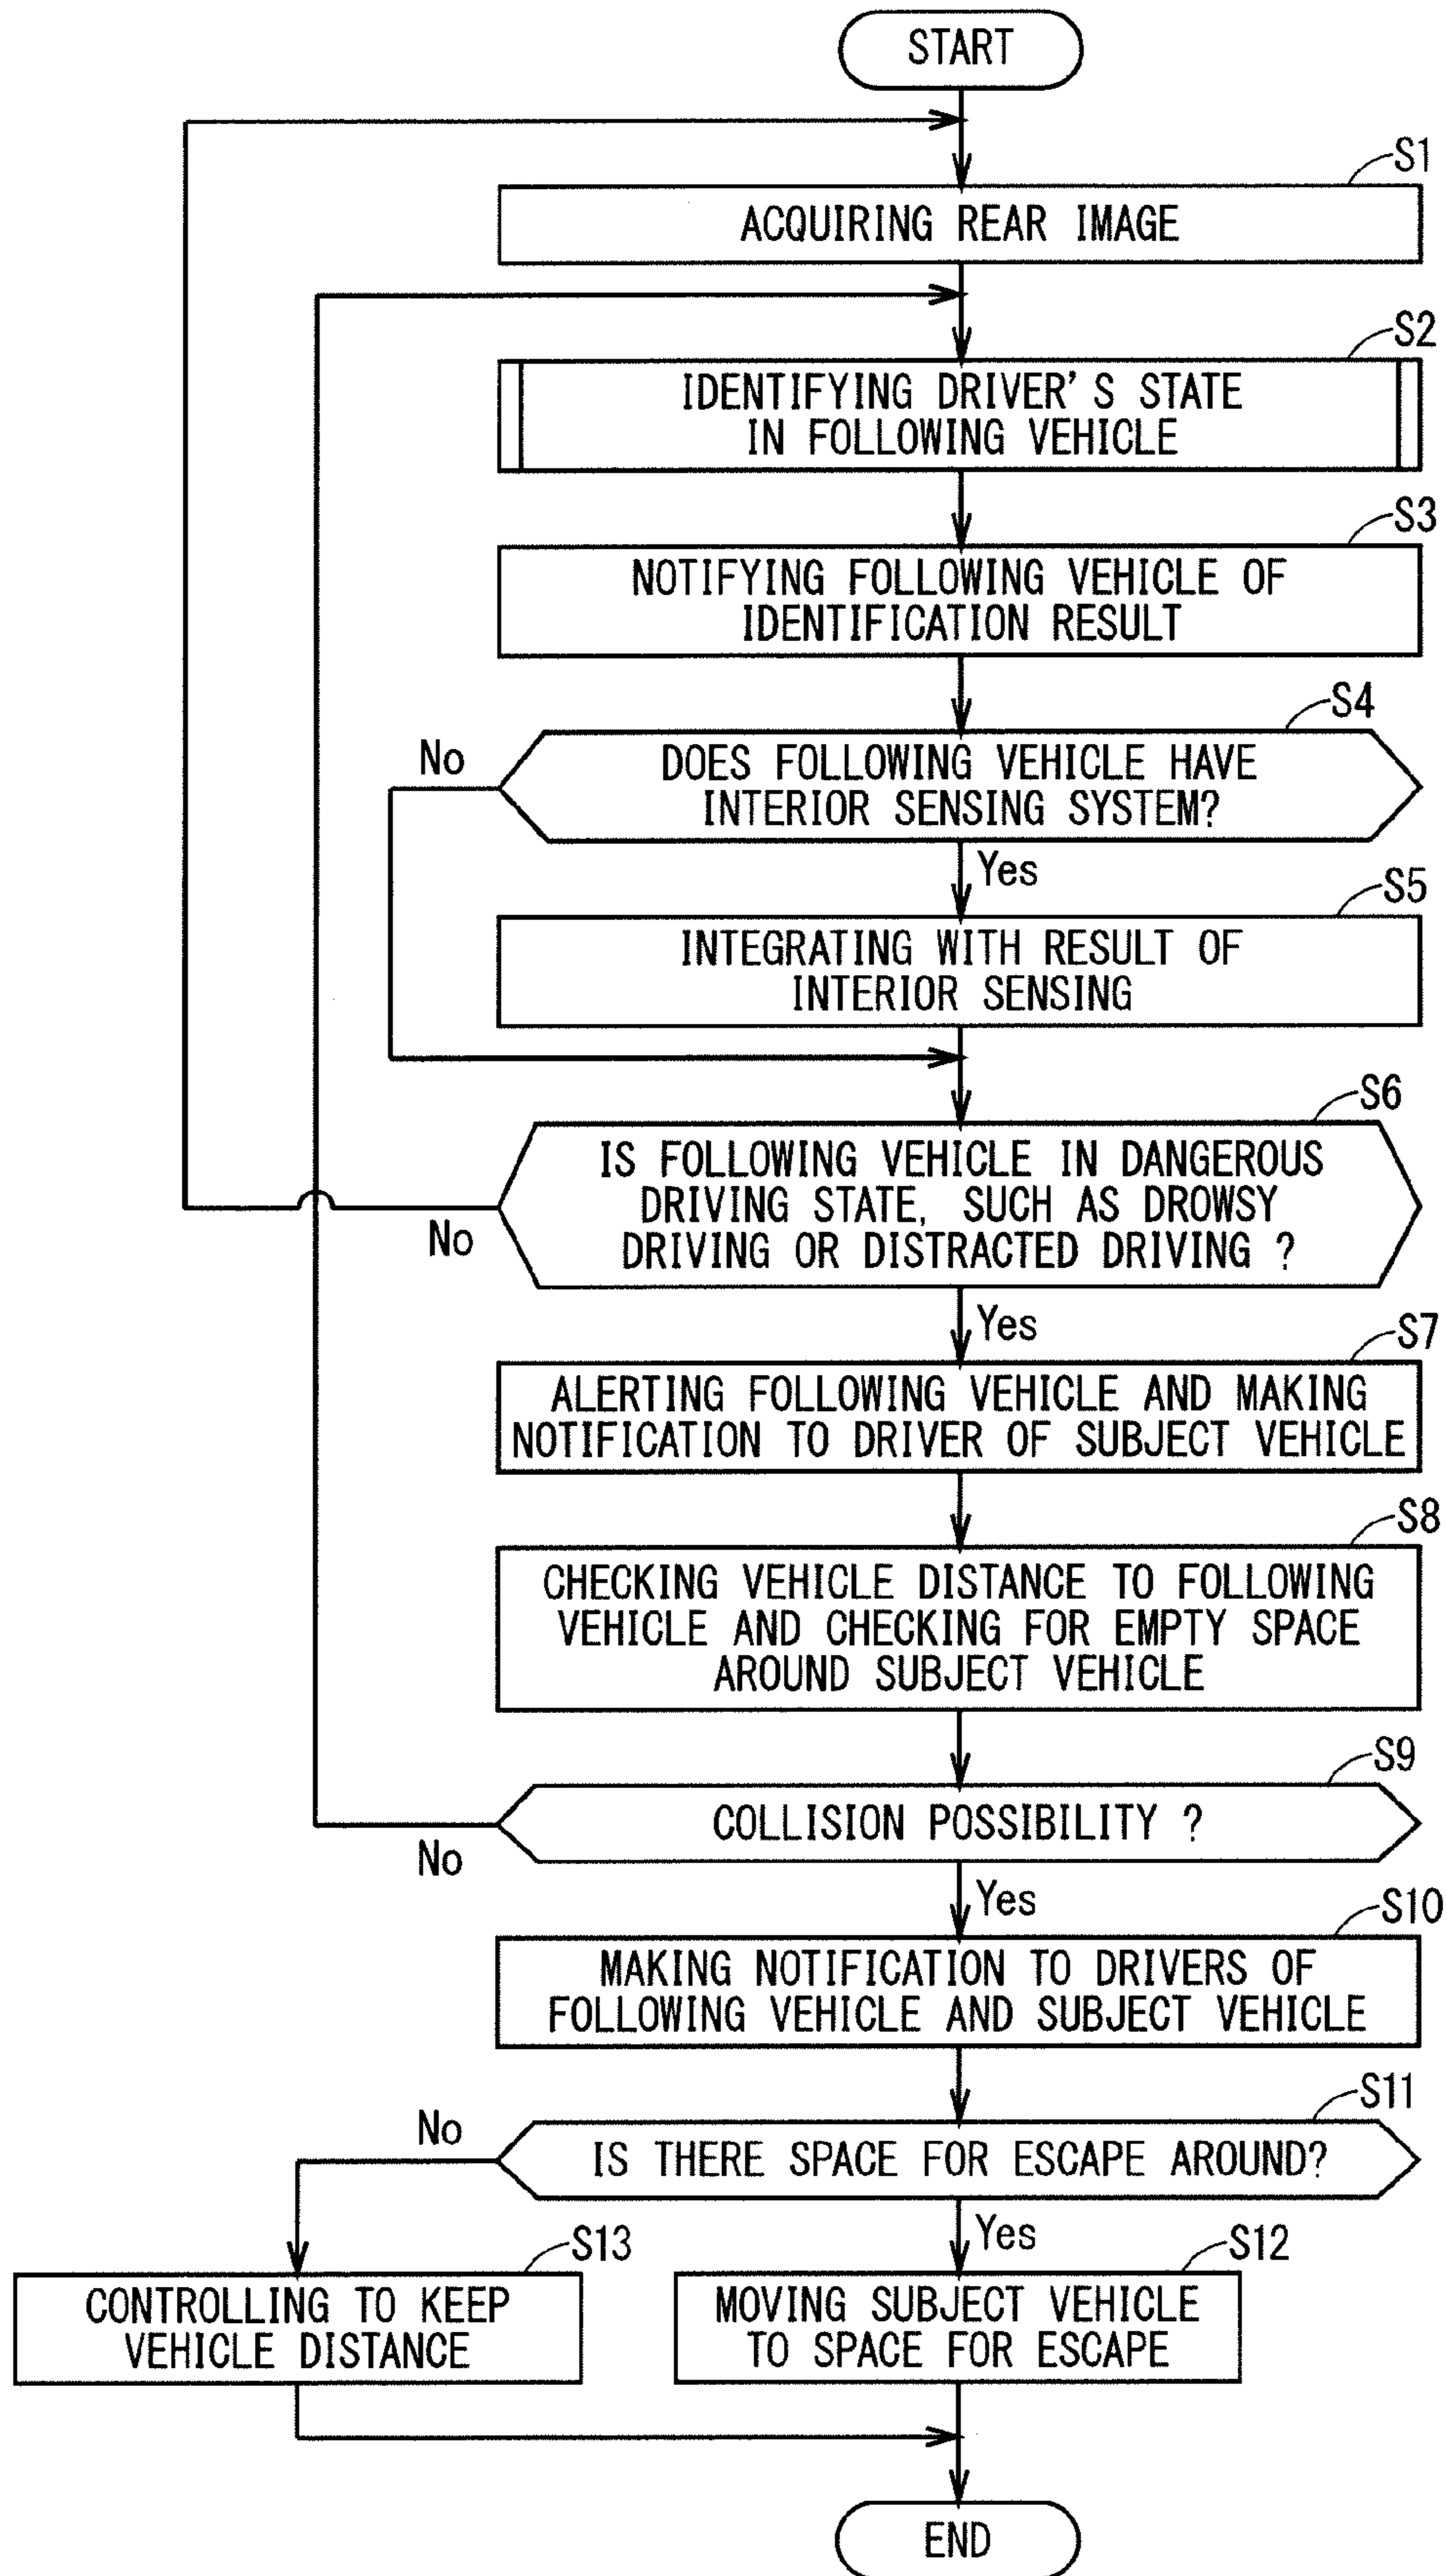 START
S1
ACQUIRING REAR IMAGE
S2
IDENTIFYING DRIVER'S STATE
IN FOLLOWING VEHICLE
S3
NOTIFYING FOLLOWING VEHICLE OF
IDENTIFICATION RESULT
S4
No
DOES FOLLOWING VEHICLE HAVE
INTERIOR SENSING SYSTEM?
Yes
S5
INTEGRATING WITH RESULT OF
INTERIOR SENSING
S6
IS FOLLOWING VEHICLE IN DANGEROUS
DRIVING STATE, SUCH AS DROWSY
DRIVING OR DISTRACTED DRIVING ?
No
Yes
S7
ALERTING FOLLOWING VEHICLE AND MAKING
NOTIFICATION TO DRIVER OF SUBJECT VEHICLE
S8
CHECKING VEHICLE DISTANCE TO FOLLOWING
VEHICLE AND CHECKING FOR EMPTY SPACE
AROUND SUBJECT VEHICLE
S9
COLLISION POSSIBILITY ?
No
Yes
S10
MAKING NOTIFICATION TO DRIVERS OF
FOLLOWING VEHICLE AND SUBJECT VEHICLE
S11
No
IS THERE SPACE FOR ESCAPE AROUND?
Yes
S13
S12
CONTROLLING TO KEEP
VEHICLE DISTANCE
MOVING SUBJECT VEHICLE
TO SPACE FOR ESCAPE
END